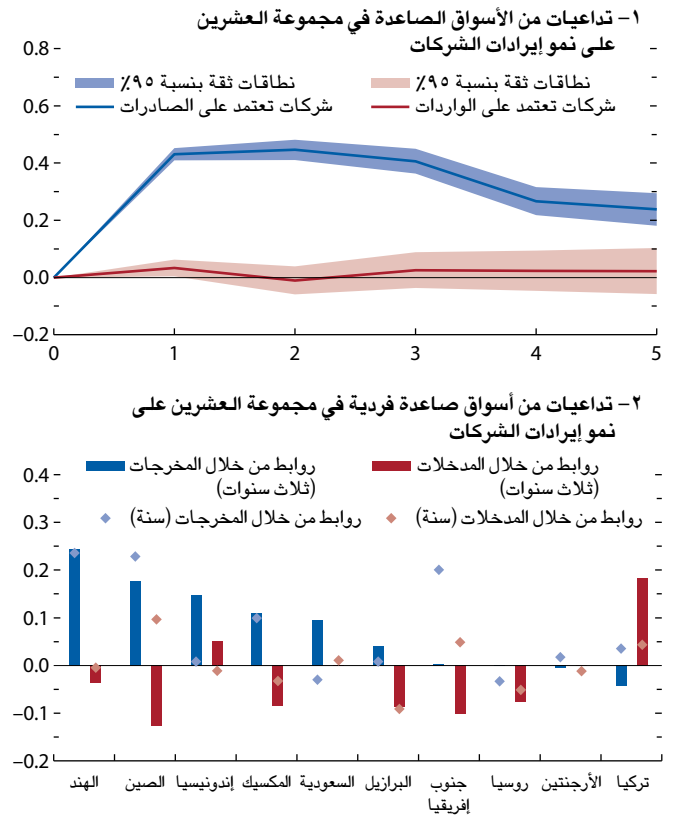 ١– تداعيات من الأسواق الصاعدة في مجموعة العشرين
على نمو إيرادات الشركات
نطاقات ثقة بنسبة ٩٥٪
نطاقات ثقة بنسبة ٩٥٪
شركات تعتمد على الواردات
شركات تعتمد على الصادرات
0.8
0.6
0.4
0.2
0.0
–0.2
0 1 2 3 4 5
٢– تداعيات من أسواق صاعدة فردية في مجموعة العشرين على
نمو إيرادات الشركات
روابط من خلال المدخلات
(ثلاث سنوات)
روابط من خلال المخرجات
(ثلاث سنوات)
روابط من خلال المدخلات (سنة)
روابط من خلال المخرجات (سنة)
0.4
0.3
0.2
0.1
0.0
–0.1
–0.2
الهند
الصين
إندونيسيا
المكسيك
السعودية
البرازيل
جنوب
إفريقيا
روسيا
الأرجنتين
تركيا